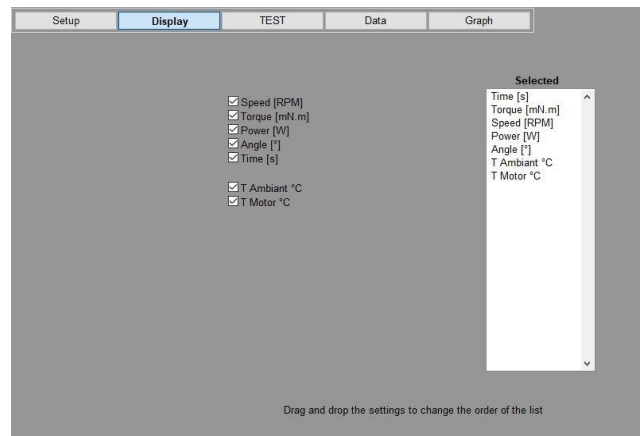 Setup Display TEST Data Graph
Selected
Speed [RPM]
Torque [mN.m]
Power [W]
Angle [°]
Time [s]
T Ambiant °C
T Motor °C
Time [s]
Torque [mN.m]
Speed [RPM]
Power [W]
Angle [°]
T Ambiant °C
T Motor °C
Drag and drop the settings to change the order of the list